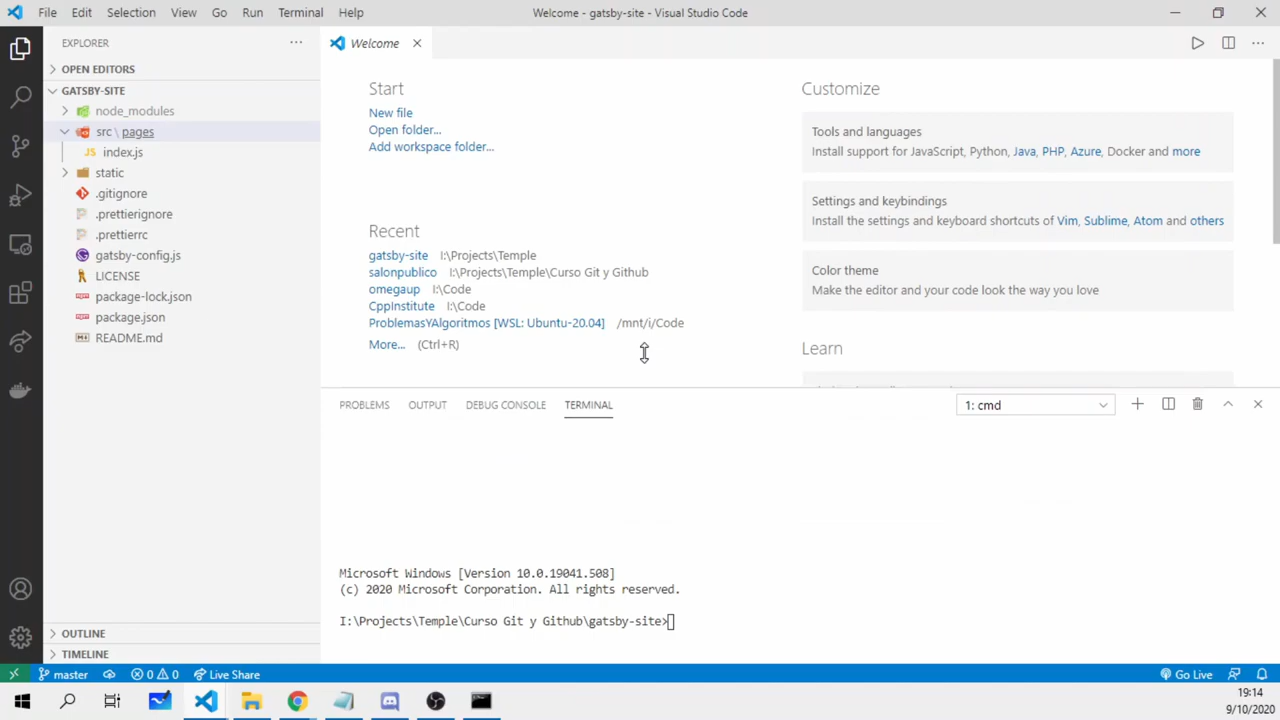 File Edit Selection View Go Run Terminal Help
Welcome - gatsby-site - Visual Studio Code
EXPLORER
OPEN EDITORS
GATSBY-SITE
node_modules
src \ pages
JS index.js
static
.gitignore
.prettierignore
.prettierrc
gatsby-config.js
LICENSE
package-lock.json
package.json
README.md
OUTLINE
TIMELINE
Welcome
Start
New file
Open folder...
Add workspace folder...
Recent
gatsby-site I:\Projects\Temple
salonpublico I:\Projects\Temple\Curso Git y Github
omegaup I:\Code
CppInstitute I:\Code
ProblemasYAlgoritmos [WSL: Ubuntu-20.04] /mnt/i/Code
More... (Ctrl+R)
Customize
Tools and languages
Install support for JavaScript, Python, Java, PHP, Azure, Docker and more
Settings and keybindings
Install the settings and keyboard shortcuts of Vim, Sublime, Atom and others
Color theme
Make the editor and your code look the way you love
Learn
PROBLEMS OUTPUT DEBUG CONSOLE TERMINAL
1: cmd
Microsoft Windows [Version 10.0.19041.508]
(c) 2020 Microsoft Corporation. All rights reserved.
I:\Projects\Temple\Curso Git y Github\gatsby-site>
master 0 0 Live Share
Go Live
19:14
9/10/2020